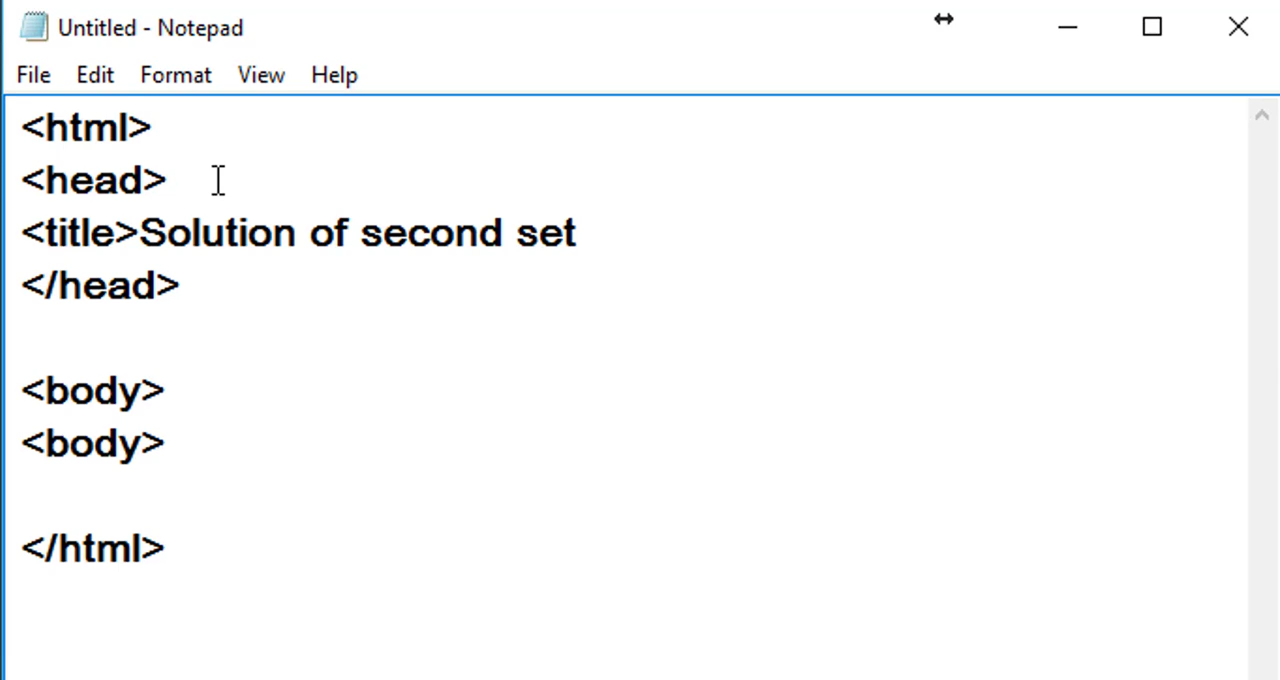 Untitled - Notepad
File Edit Format View Help
<html>
<head>
<title>Solution of second set
</head>
<body>
<body>
</html>